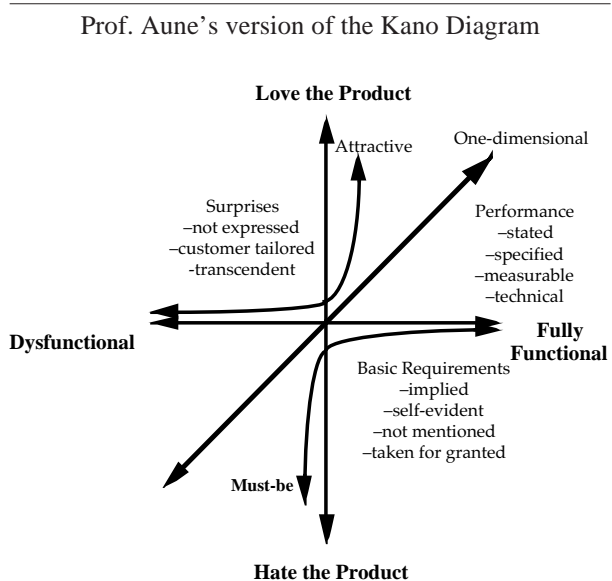 Prof. Aune's version of the Kano Diagram
Love the Product
Attractive
One-dimensional
Surprises
–not expressed
–customer tailored
-transcendent
Performance
–stated
–specified
–measurable
–technical
Dysfunctional
Fully
Functional
Basic Requirements
–implied
–self-evident
–not mentioned
–taken for granted
Must-be
Hate the Product